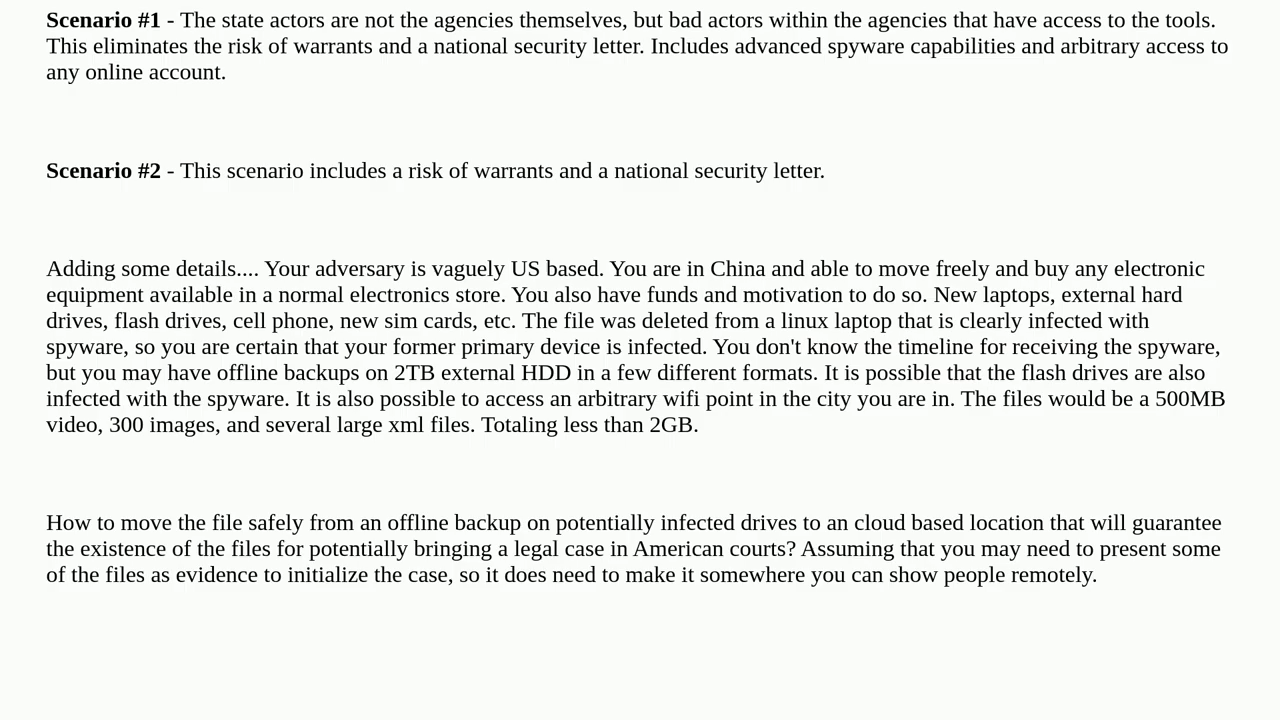 Scenario #1 - The state actors are not the agencies themselves, but bad actors within the agencies that have access to the tools.
This eliminates the risk of warrants and a national security letter. Includes advanced spyware capabilities and arbitrary access to
any online account.
Scenario #2 - This scenario includes a risk of warrants and a national security letter.
Adding some details.... Your adversary is vaguely US based. You are in China and able to move freely and buy any electronic
equipment available in a normal electronics store. You also have funds and motivation to do so. New laptops, external hard
drives, flash drives, cell phone, new sim cards, etc. The file was deleted from a linux laptop that is clearly infected with
spyware, so you are certain that your former primary device is infected. You don't know the timeline for receiving the spyware,
but you may have offline backups on 2TB external HDD in a few different formats. It is possible that the flash drives are also
infected with the spyware. It is also possible to access an arbitrary wifi point in the city you are in. The files would be a 500MB
video, 300 images, and several large xml files. Totaling less than 2GB.
How to move the file safely from an offline backup on potentially infected drives to an cloud based location that will guarantee
the existence of the files for potentially bringing a legal case in American courts? Assuming that you may need to present some
of the files as evidence to initialize the case, so it does need to make it somewhere you can show people remotely.